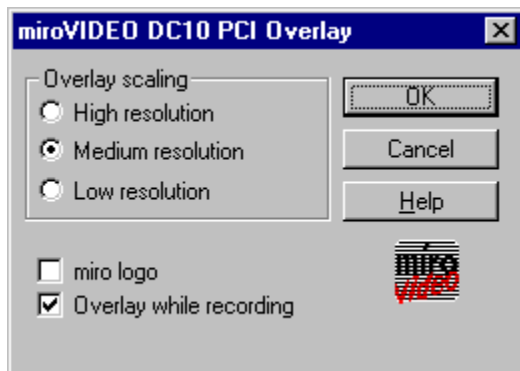 miroVIDEO DC10 PCI Overlay
Overlay scaling
High resolution
Medium resolution
Low resolution
OK
Cancel
Help
miro logo
Overlay while recording
miro
video